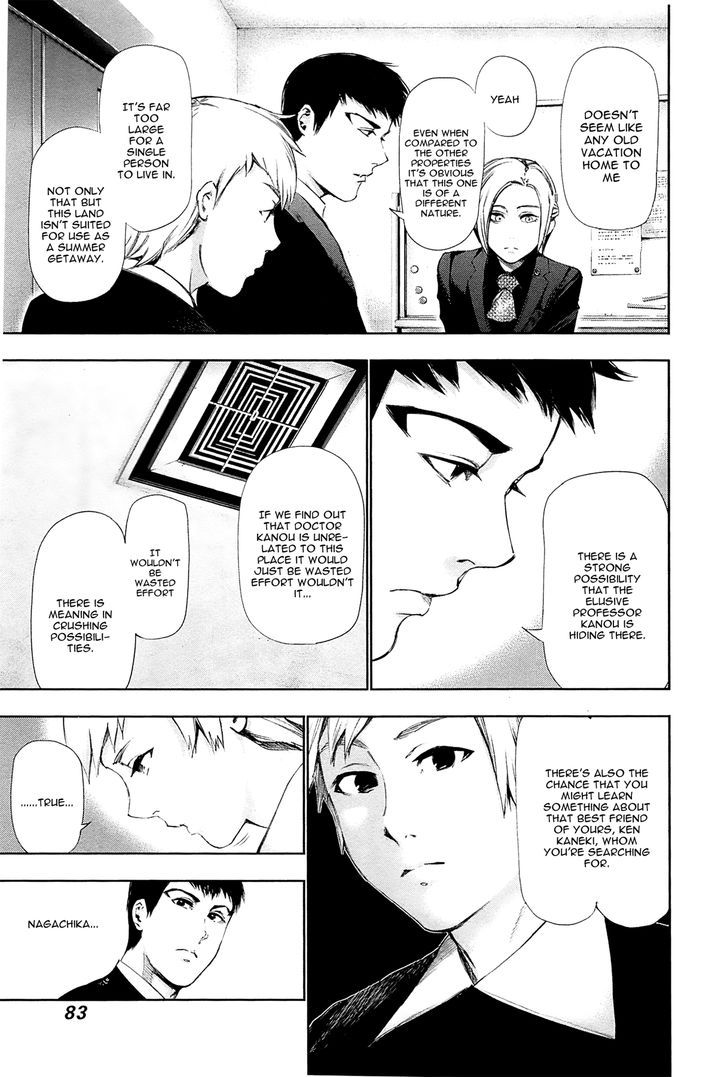 DOESN'T
SEEM LIKE
ANY OLD
VACATION
HOME TO
ME
YEAH
EVEN WHEN
COMPARED TO
THE OTHER
PROPERTIES
IT'S OBVIOUS
THAT THIS ONE
IS OF A
DIFFERENT
NATURE.
IT'S FAR
TOO
LARGE
FOR A
SINGLE
PERSON
TO LIVE IN.
NOT ONLY
THAT BUT
THIS LAND
ISN'T SUITED
FOR USE AS
A SUMMER
GETAWAY.
THERE IS A
STRONG
POSSIBILITY
THAT THE
ELUSIVE
PROFESSOR
KANOU IS
HIDING THERE.
IF WE FIND OUT
THAT DOCTOR
KANOU IS UNRE-
LATED TO THIS
PLACE IT WOULD
JUST BE WASTED
EFFORT WOULDN'T
IT...
IT
WOULDN'T
BE
WASTED
EFFORT
THERE IS
MEANING IN
CRUSHING
POSSIBILI-
TIES.
THERE'S ALSO THE
CHANCE THAT YOU
MIGHT LEARN
SOMETHING ABOUT
THAT BEST FRIEND
OF YOURS, KEN
KANEKI, WHOM
YOU'RE SEARCHING
FOR.
......TRUE...
NAGACHIKA...
83